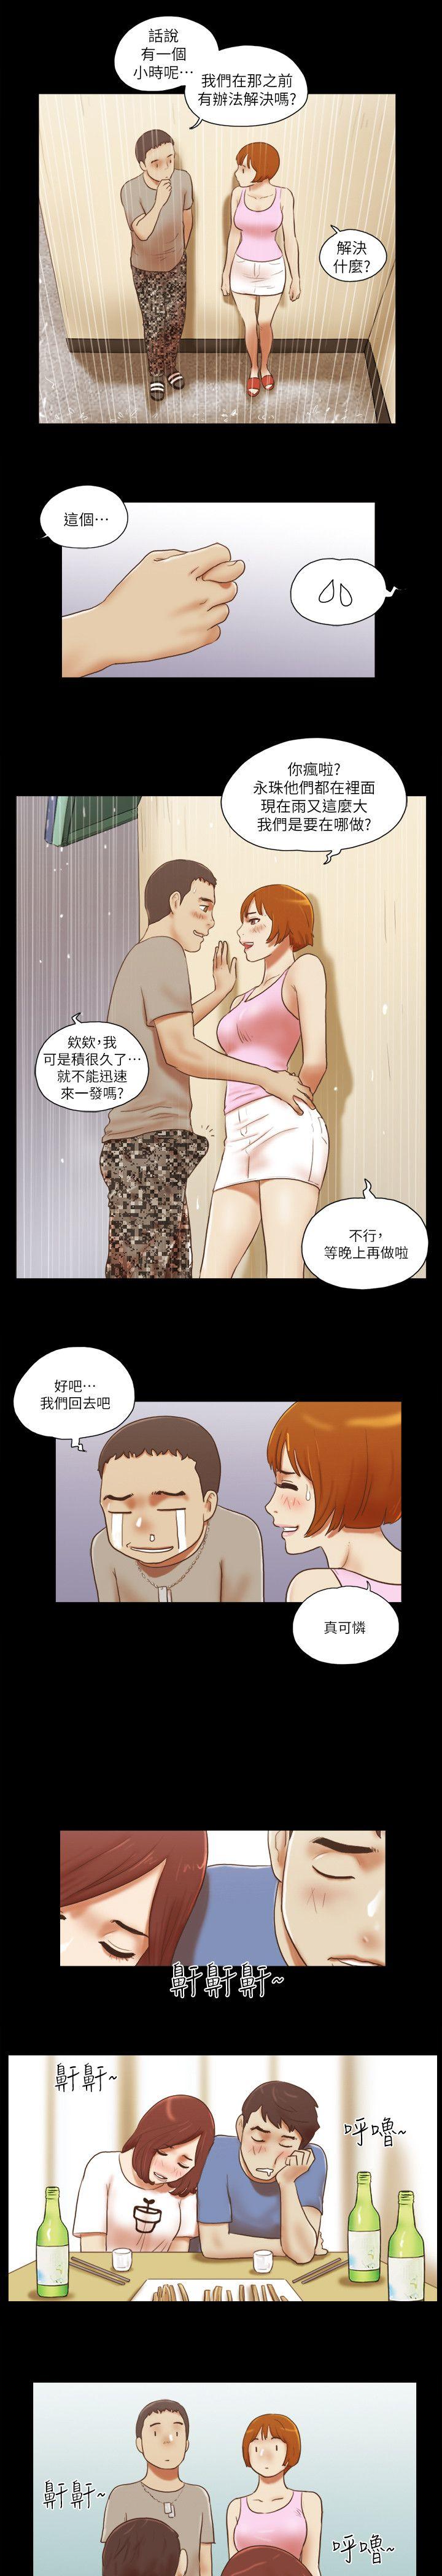 話說
有一個
小時呢…
我們在那之前
有辦法解決嗎?
解決
什麼?
這個…
你瘋啦?
永珠他們都在裡面
現在雨又這麼大
我們是要在哪做?
欸欸,我
可是積很久了…
就不能迅速
來一發嗎?
不行,
等晚上再做啦
好吧…
我們回去吧
真可憐
鼾鼾鼾~
鼾鼾~
呼嚕~
鼾鼾~
呼嚕~